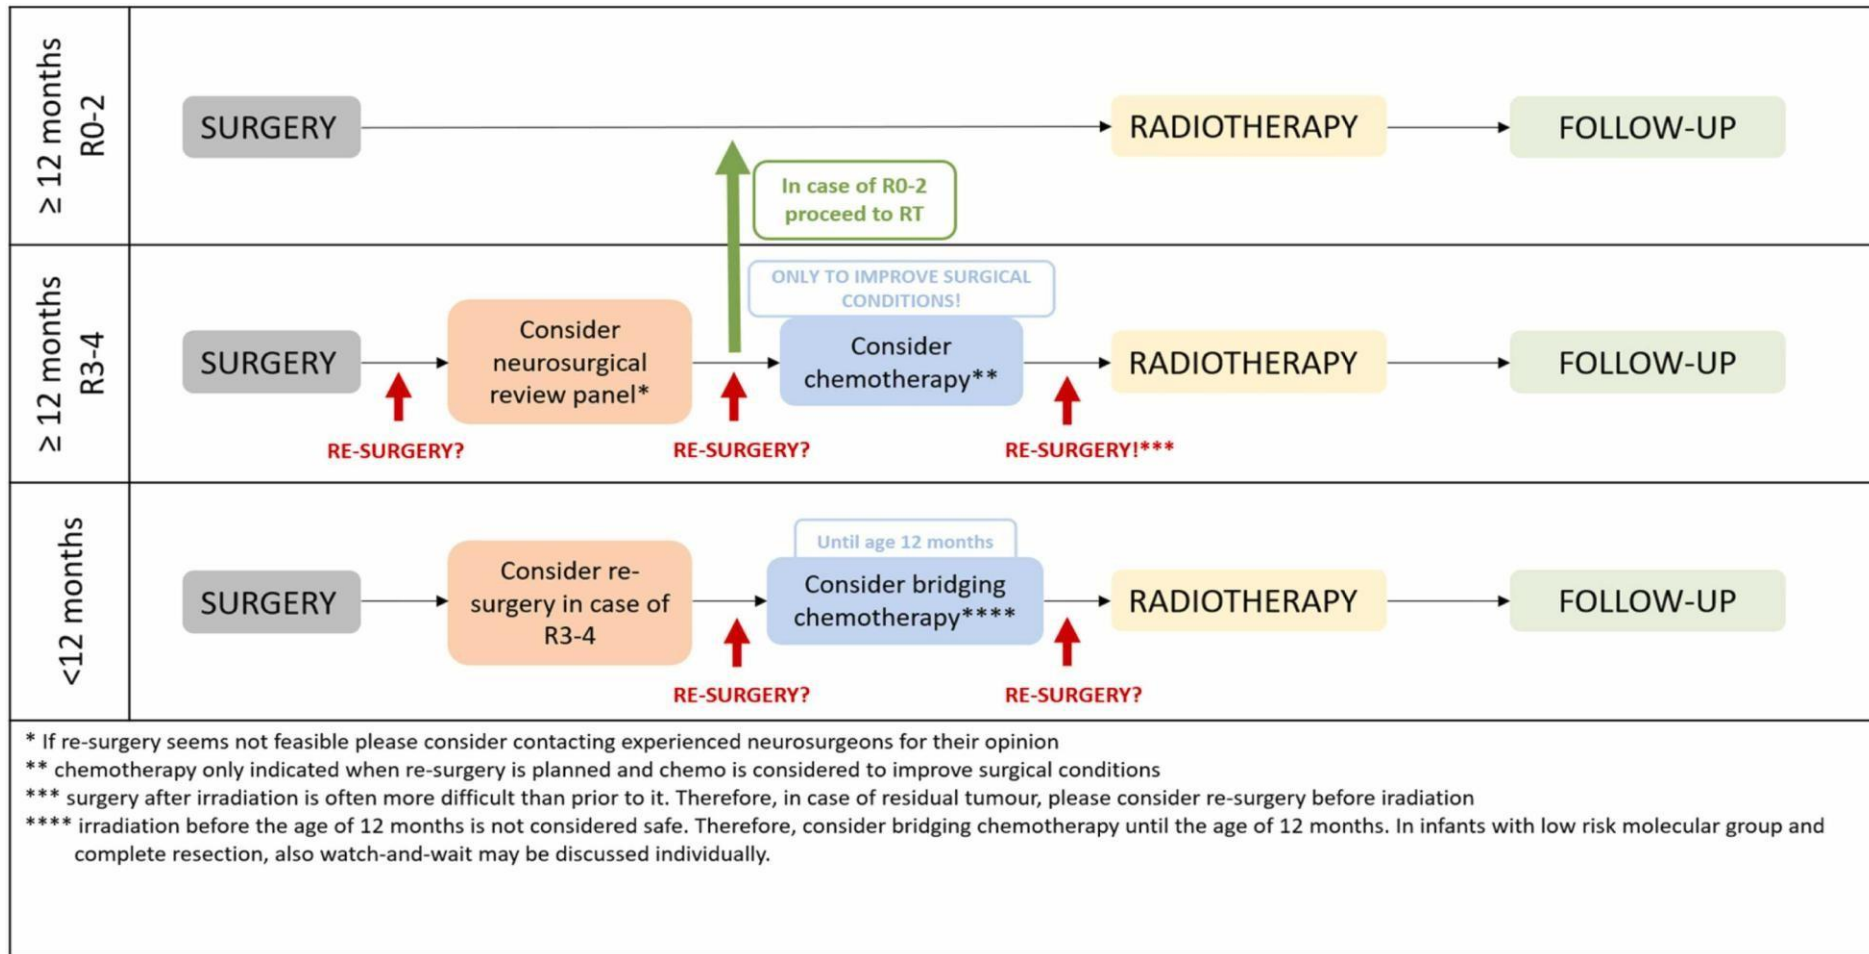 ≥ 12 months
R0-2
SURGERY
RADIOTHERAPY
FOLLOW-UP
In case of R0-2
proceed to RT
≥ 12 months
R3-4
SURGERY
Consider
neurosurgical
review panel*
ONLY TO IMPROVE SURGICAL
CONDITIONS!
Consider
chemotherapy**
RADIOTHERAPY
FOLLOW-UP
RE-SURGERY?
RE-SURGERY?
RE-SURGERY!***
<12 months
SURGERY
Consider re-
surgery in case of
R3-4
Until age 12 months
Consider bridging
chemotherapy****
RADIOTHERAPY
FOLLOW-UP
RE-SURGERY?
RE-SURGERY?
* If re-surgery seems not feasible please consider contacting experienced neurosurgeons for their opinion
** chemotherapy only indicated when re-surgery is planned and chemo is considered to improve surgical conditions
*** surgery after irradiation is often more difficult than prior to it. Therefore, in case of residual tumour, please consider re-surgery before iradiation
**** irradiation before the age of 12 months is not considered safe. Therefore, consider bridging chemotherapy until the age of 12 months. In infants with low risk molecular group and
complete resection, also watch-and-wait may be discussed individually.